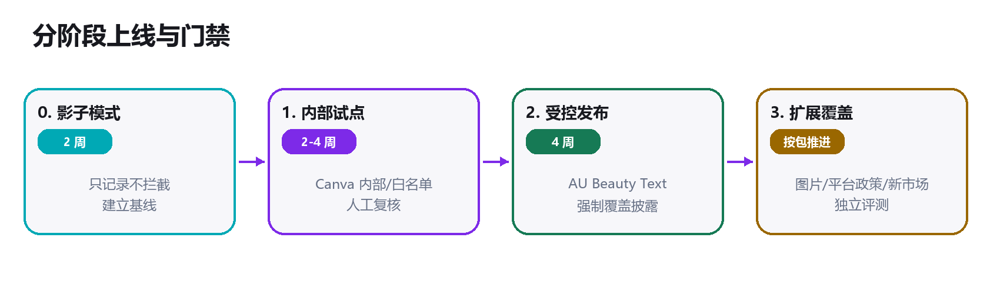 分阶段上线与门禁
0. 影子模式
2 周
只记录不拦截
建立基线
1. 内部试点
2-4 周
Canva 内部/白名单
人工复核
2. 受控发布
4 周
AU Beauty Text
强制覆盖披露
3. 扩展覆盖
按包推进
图片/平台政策/新市场
独立评测